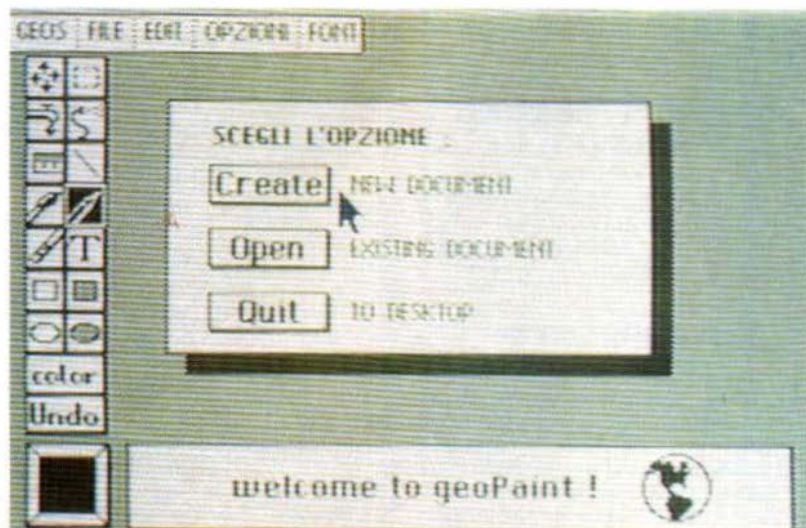 GEOS FILE EDIT OPZIONI FONT
SCEGLI L'OPZIONE :
Create NEW DOCUMENT
Open EXISTING DOCUMENT
Quit TO DESKTOP
T
color
Undo
welcome to geoPaint !